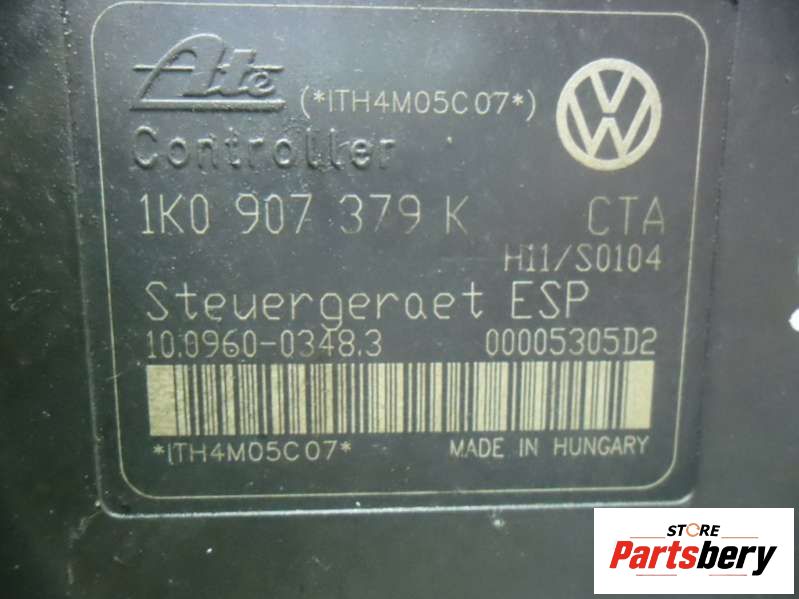 Ate (*ITH4M05C07*)
Controller
1K0 907 379 K CTA
H11/S0104
Steuergeraet ESP
10.0960-0348.3 00005305D2
*ITH4M05C07* MADE IN HUNGARY
STORE
Partsbery